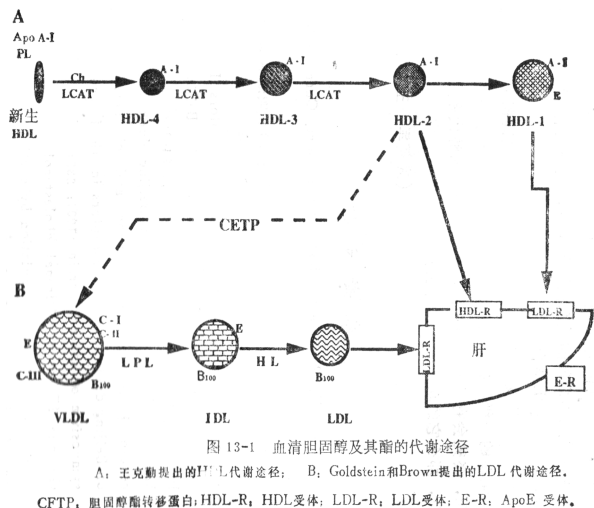 A
Apo A-I
PL
Ch
LCAT
A-I
LCAT
A-I
LCAT
A-I
A-II
E
新生
HDL
HDL-4
HDL-3
HDL-2
HDL-1
CETP
B
HDL-R
LDL-R
C-I
C-II
E
C-III
B100
LPL
E
B100
HL
B100
LDL-R
肝
E-R
VLDL
IDL
LDL
图 13-1 血清胆固醇及其酯的代谢途径
A：王克勤提出的HDL代谢途径； B：Goldstein和Brown提出的LDL代谢途径。
CFTP：胆固醇酯转移蛋白；HDL-R：HDL受体；LDL-R：LDL受体；E-R：ApoE 受体。